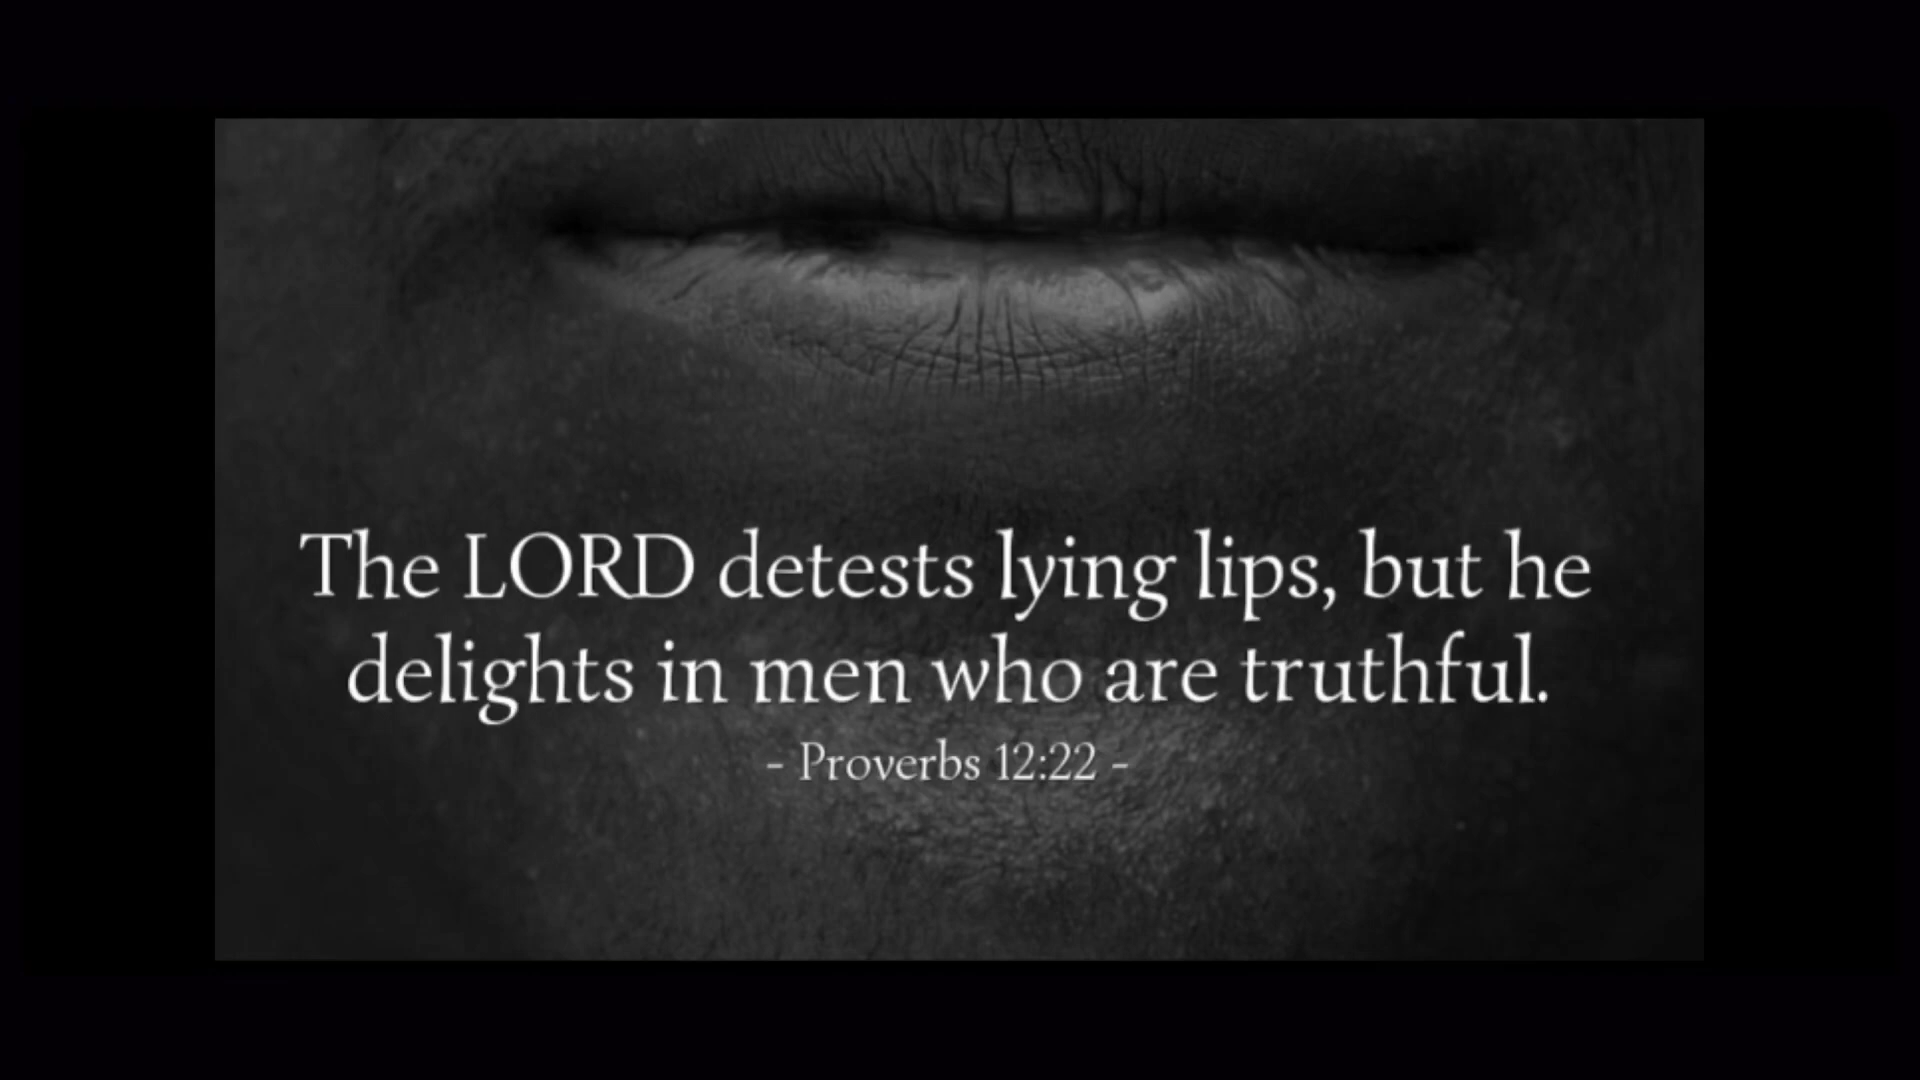 The LORD detests lying lips, but he
delights in men who are truthful.
- Proverbs 12:22 -